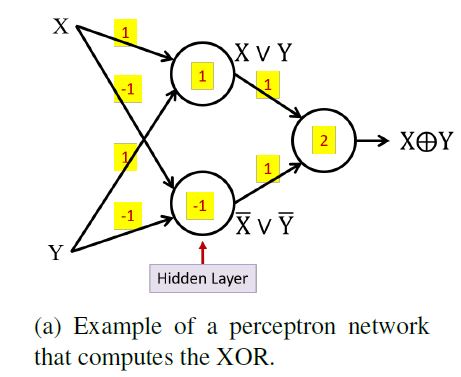 X
1
X ∨ Y
1
1
-1
2
X⊕Y
1
1
-1
-1
X̅ ∨ Y̅
Y
Hidden Layer
(a) Example of a perceptron network
that computes the XOR.